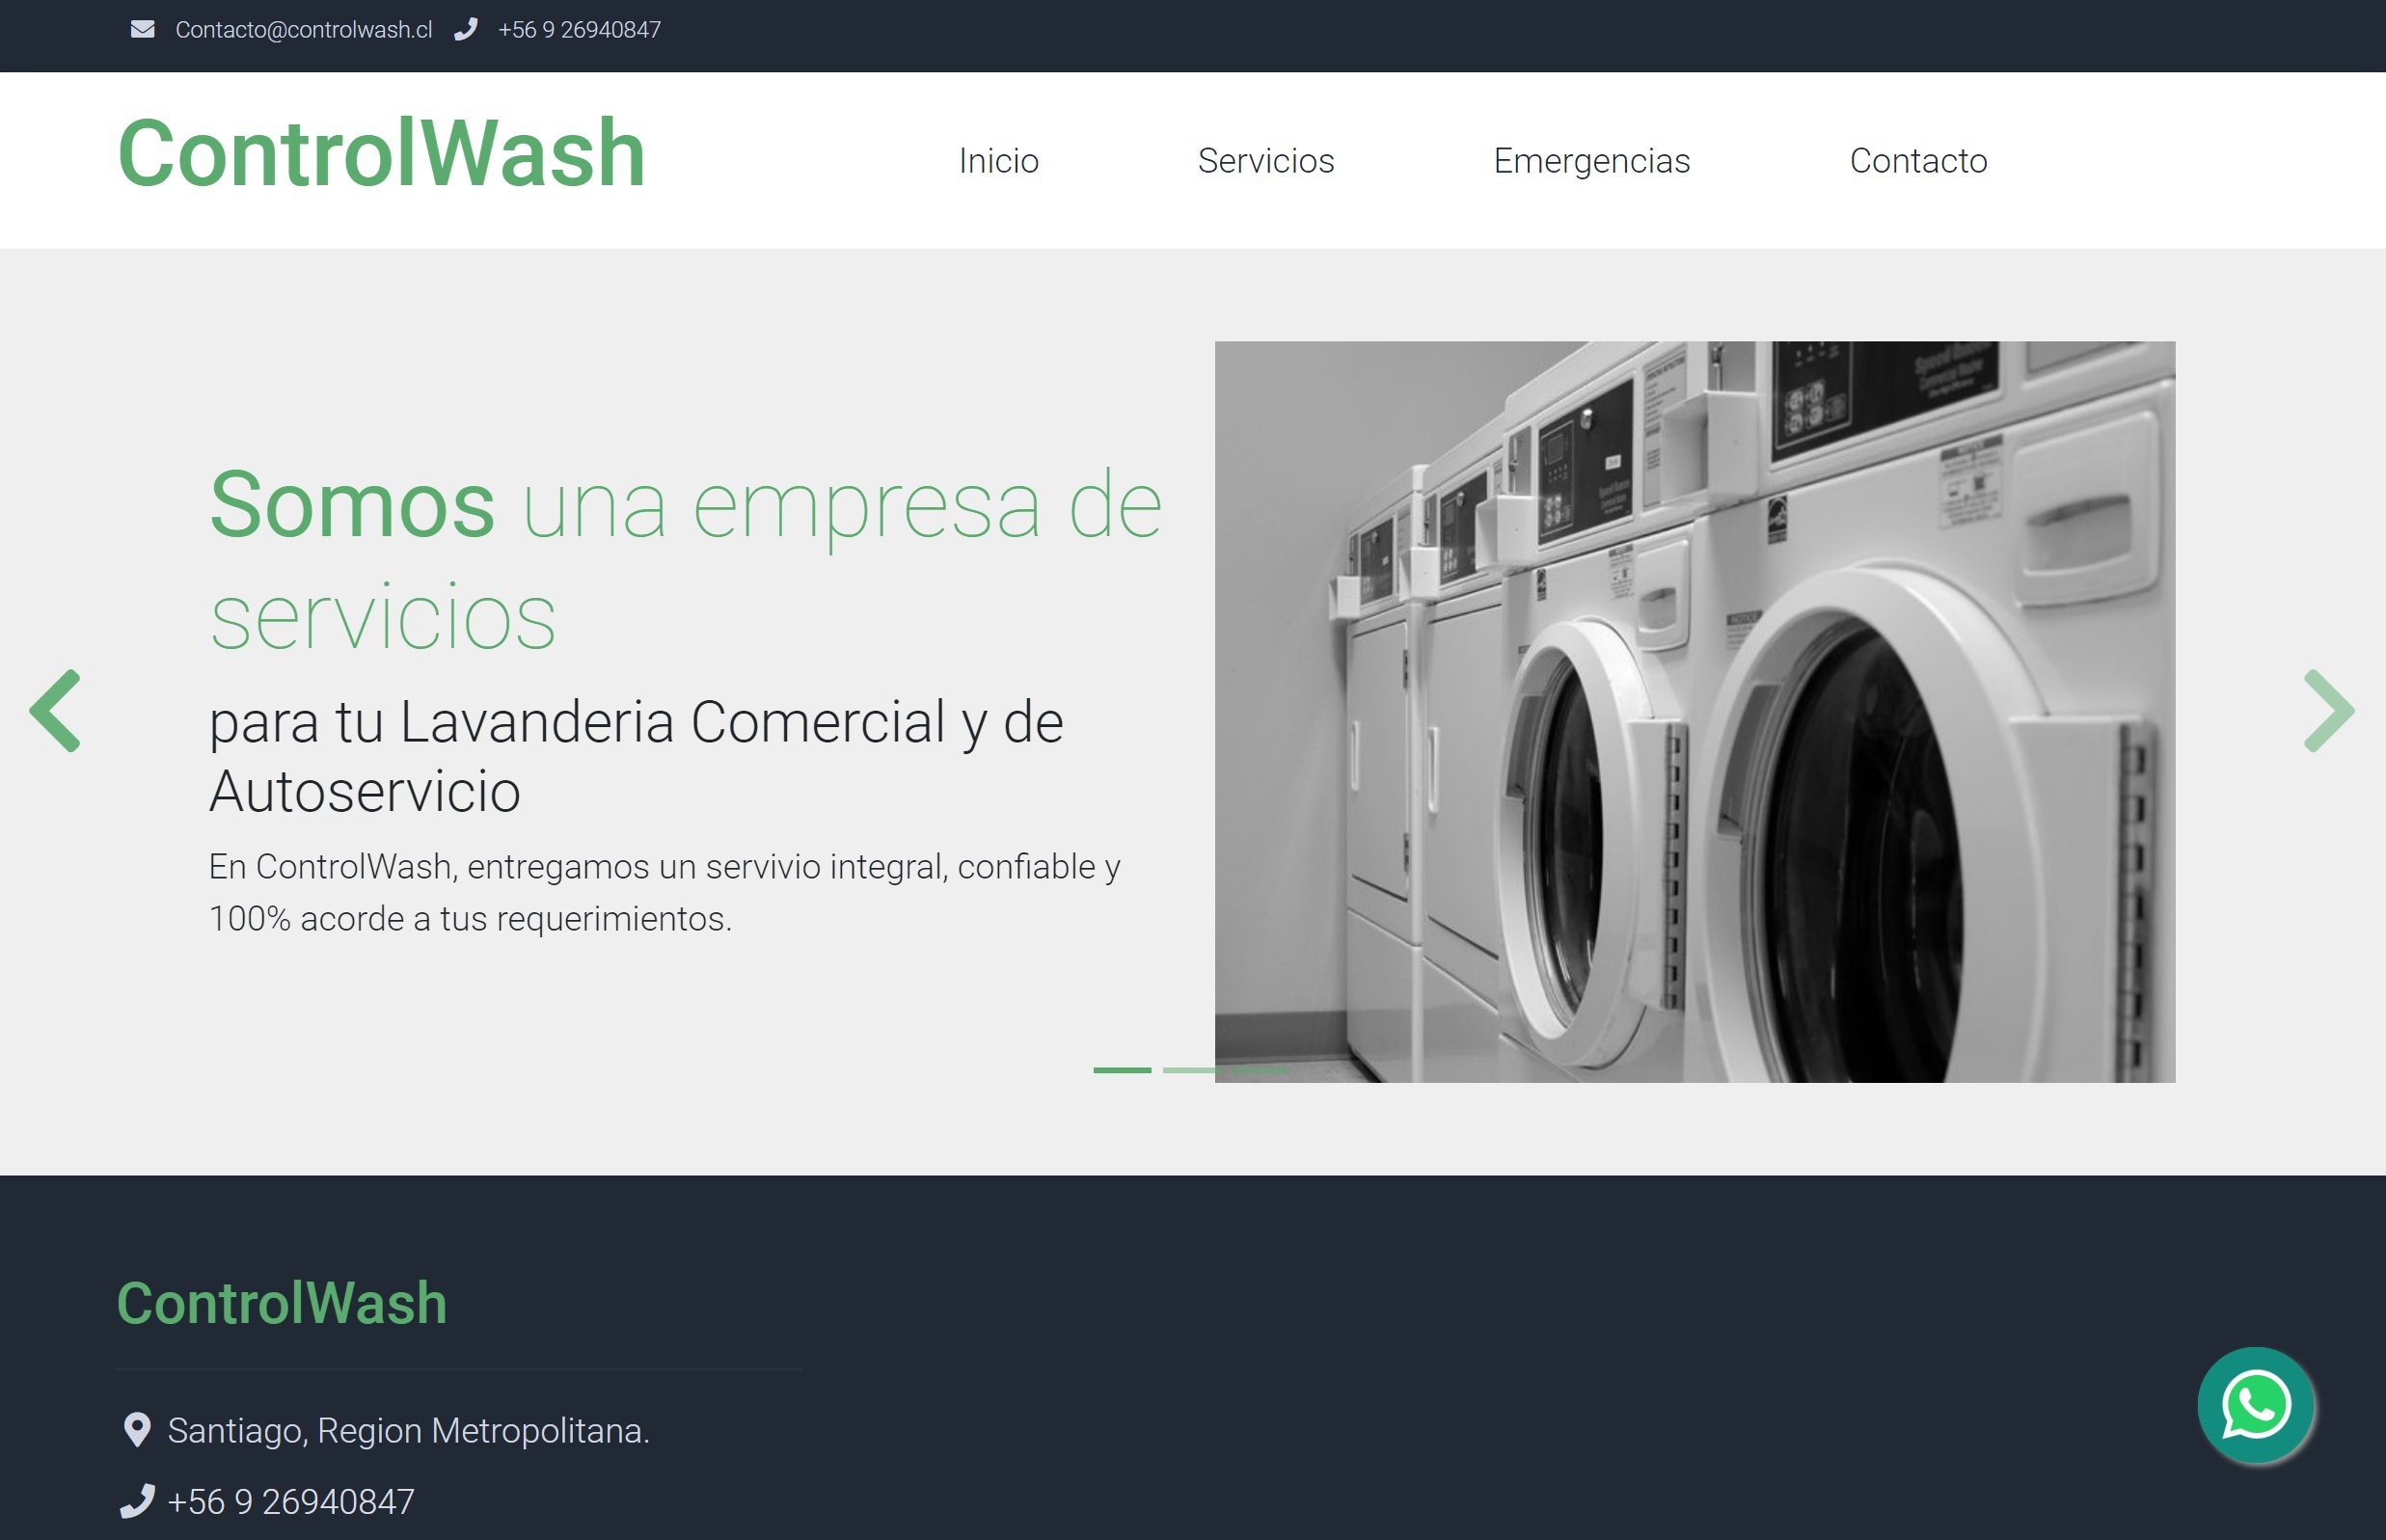 Contacto@controlwash.cl +56 9 26940847
ControlWash
Inicio Servicios Emergencias Contacto
Somos una empresa de
servicios
para tu Lavanderia Comercial y de
Autoservicio
En ControlWash, entregamos un servivio integral, confiable y
100% acorde a tus requerimientos.
ControlWash
Santiago, Region Metropolitana.
+56 9 26940847